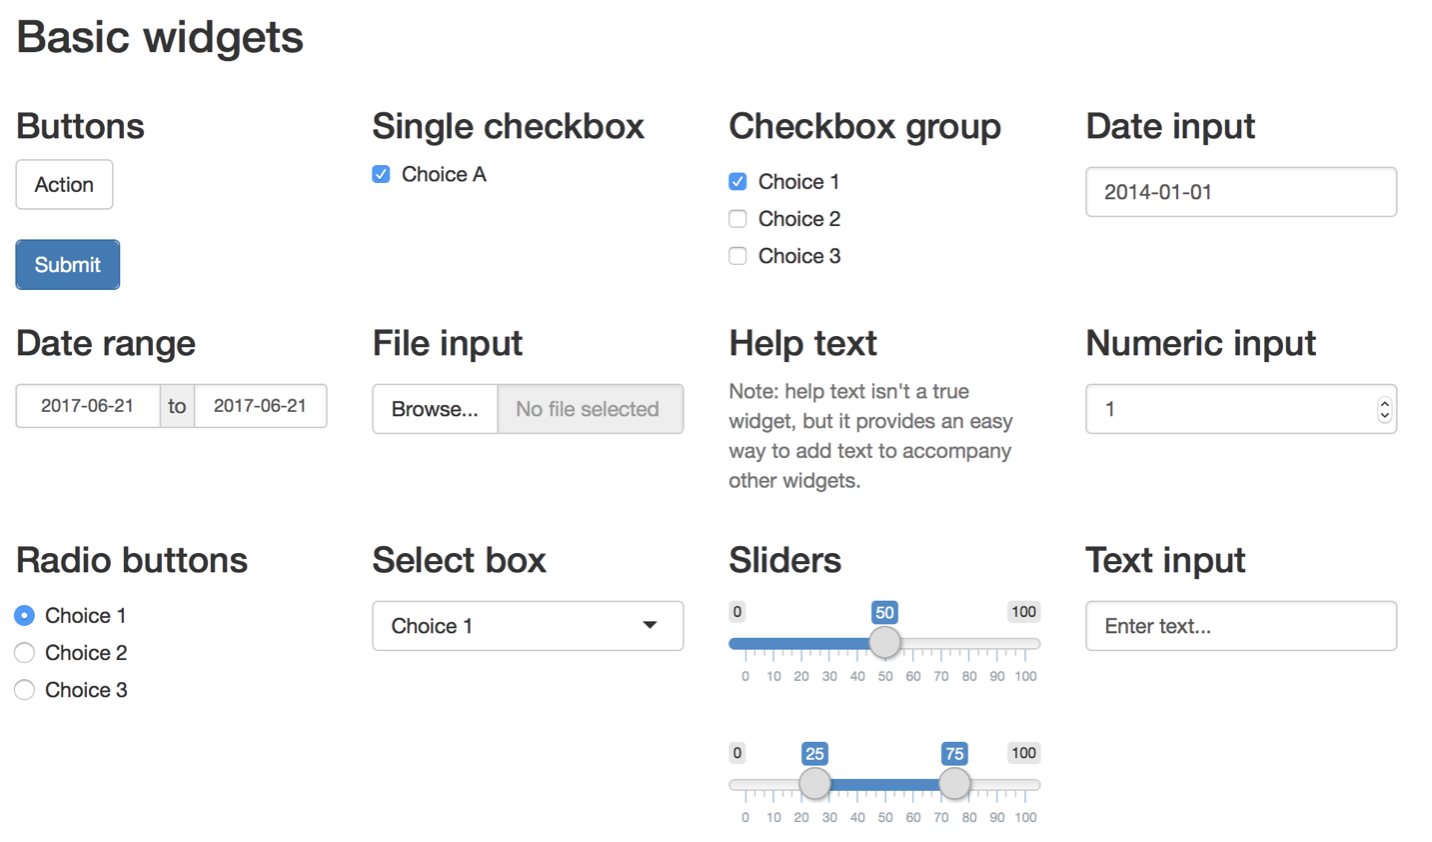 Basic widgets
Buttons
Action
Submit
Single checkbox
Choice A
Checkbox group
Choice 1
Choice 2
Choice 3
Date input
2014-01-01
Date range
2017-06-21 to 2017-06-21
File input
Browse... No file selected
Help text
Note: help text isn't a true
widget, but it provides an easy
way to add text to accompany
other widgets.
Numeric input
1
Radio buttons
Choice 1
Choice 2
Choice 3
Select box
Choice 1
Sliders
0 50 100
0 10 20 30 40 50 60 70 80 90 100
0 25 75 100
0 10 20 30 40 50 60 70 80 90 100
Text input
Enter text...